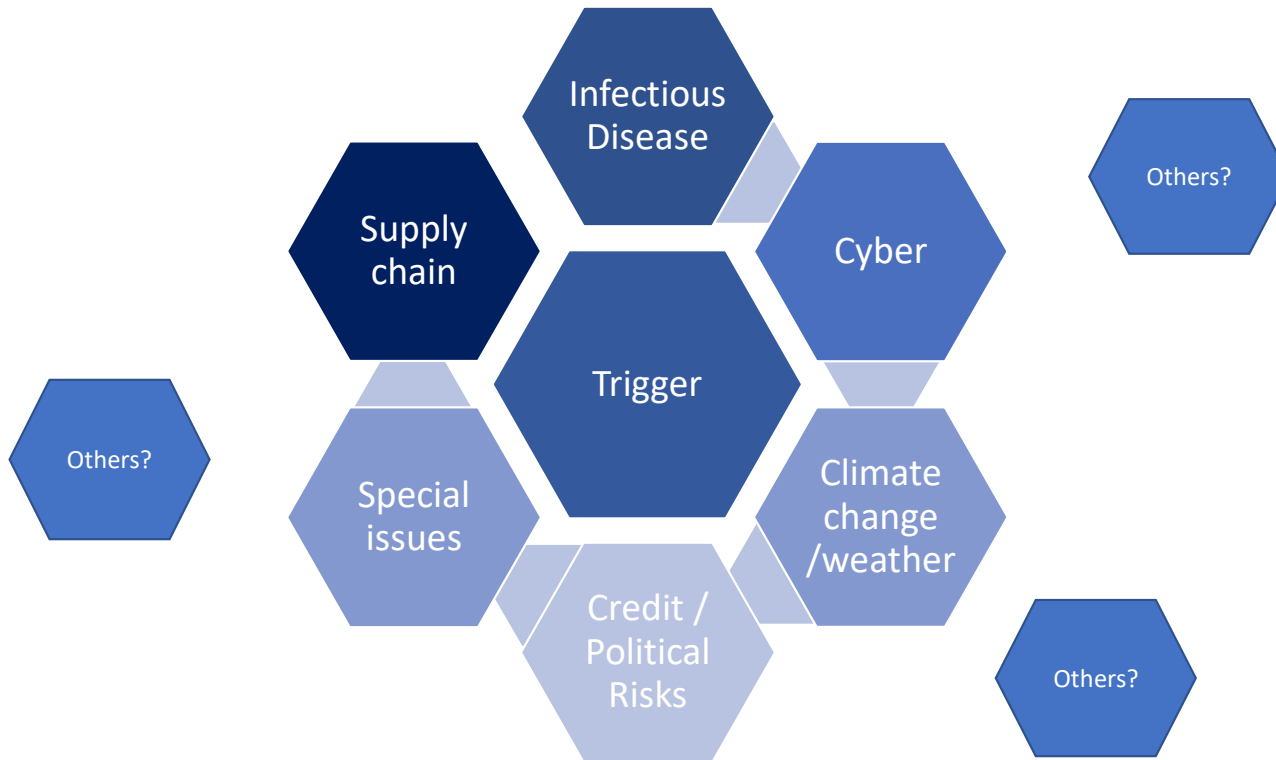 Infectious
Disease
Others?
Supply
chain
Cyber
Trigger
Others?
Special
issues
Climate
change
/weather
Credit /
Political
Risks
Others?